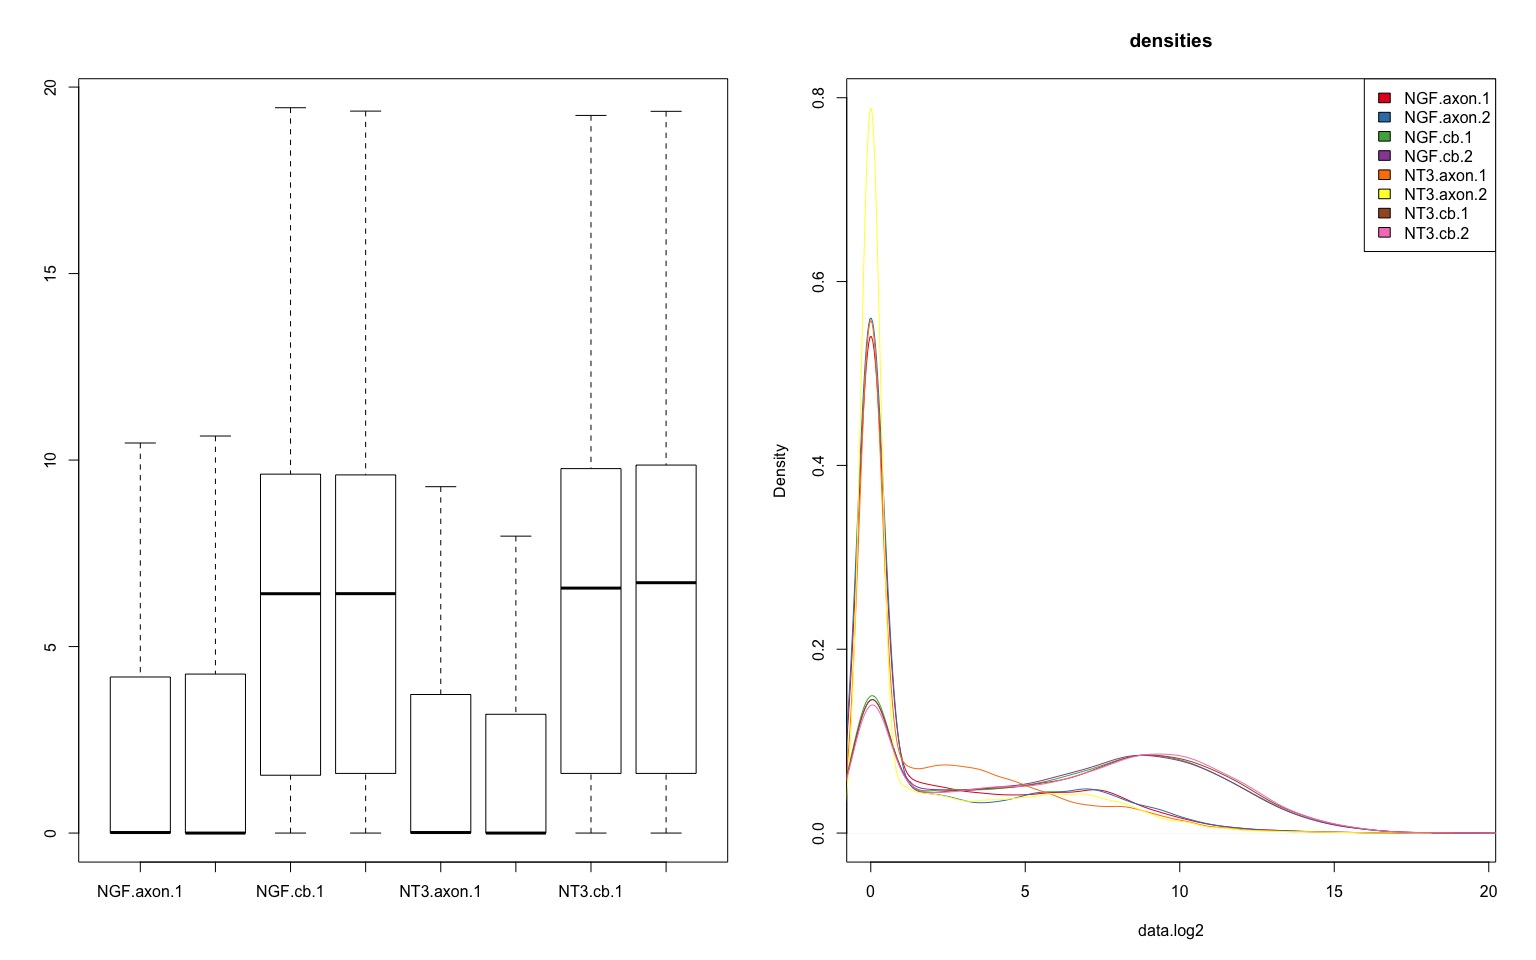 0
5
10
15
20
NGF.axon.1
NGF.cb.1
NT3.axon.1
NT3.cb.1
densities
Density
0.0
0.2
0.4
0.6
0.8
NGF.axon.1
NGF.axon.2
NGF.cb.1
NGF.cb.2
NT3.axon.1
NT3.axon.2
NT3.cb.1
NT3.cb.2
0
5
10
15
20
data.log2